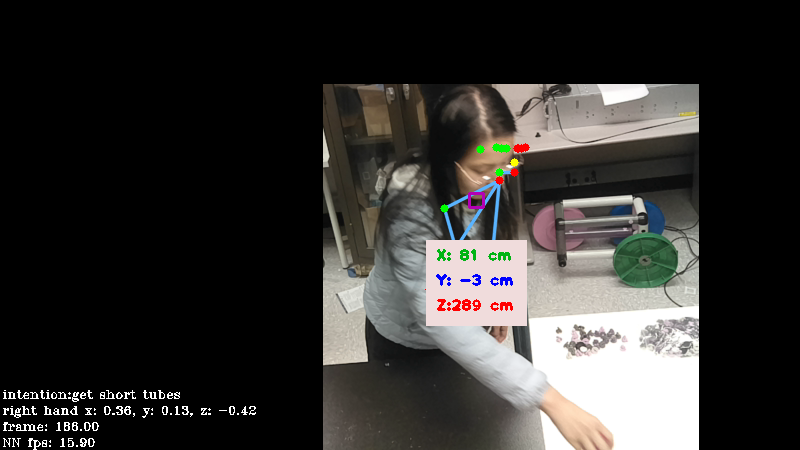 X: 81 cm
Y: -3 cm
Z:289 cm
intention:get short tubes
right hand x: 0.36, y: 0.13, z: -0.42
frame: 186.00
NN fps: 15.90